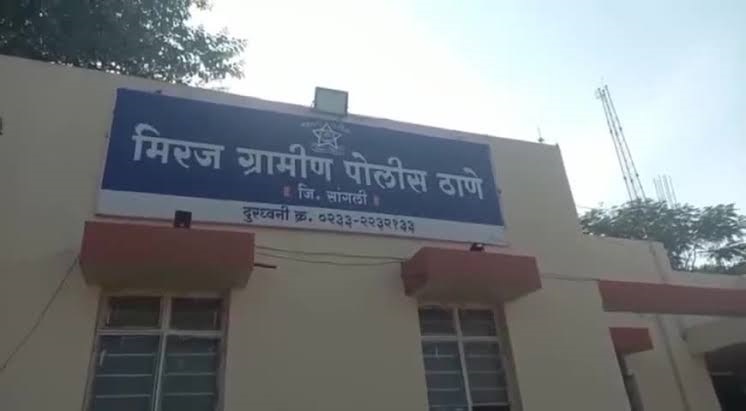 मिरज ग्रामीण पोलीस ठाणे
॥ जि. सांगली ॥
दुरध्वनी क्र. ०२३३-२२३२१३३